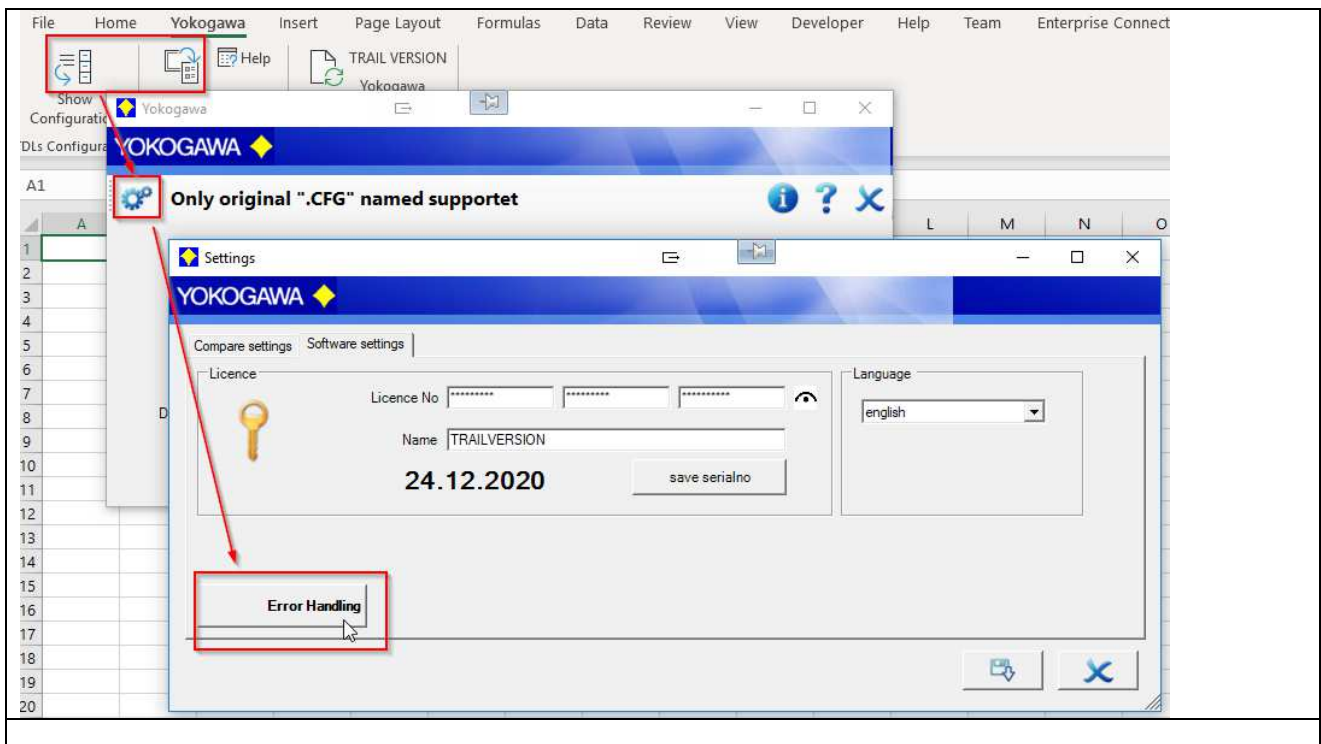 File Home Yokogawa Insert Page Layout Formulas Data Review View Developer Help Team Enterprise Connect
Help TRAIL VERSION
Show Yokogawa
Configuratio Yokogawa
DLs Configura YOKOGAWA
A1 Only original ".CFG" named supportet
A L M N O
1 Settings
2
3 YOKOGAWA
4
5 Compare settings Software settings
6 Licence Language
7 Licence No ********* ********* ********** english
8 D
9 Name TRAILVERSION
10
11 24.12.2020 save serialno
12
13
14
15
16 Error Handling
17
18
19
20